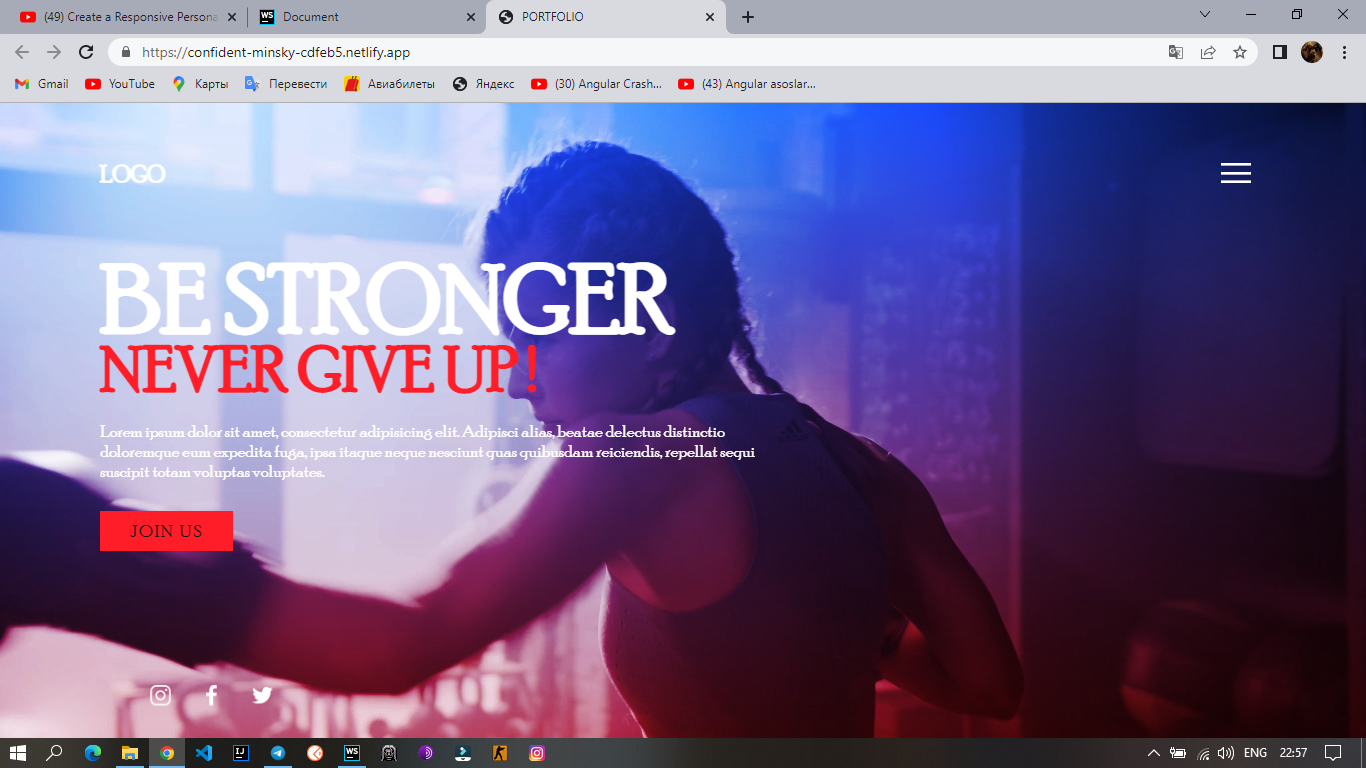 (49) Create a Responsive Persona
Document
PORTFOLIO
https://confident-minsky-cdfeb5.netlify.app
Gmail
YouTube
Карты
Перевести
Авиабилеты
Яндекс
(30) Angular Crash...
(43) Angular asoslar...
LOGO
BE STRONGER
NEVER GIVE UP !
Lorem ipsum dolor sit amet, consectetur adipisicing elit. Adipisci alias, beatae delectus distinctio
doloremque eum expedita fuga, ipsa itaque neque nesciunt quas quibusdam reiciendis, repellat sequi
suscipit totam voluptas voluptates.
JOIN US
ENG
22:57